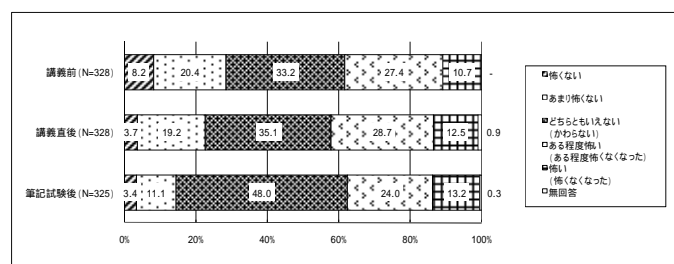 講義前(N=328)
8.2 20.4 33.2 27.4 10.7 -
講義直後(N=328)
3.7 19.2 35.1 28.7 12.5 0.9
筆記試験後(N=325)
3.4 11.1 48.0 24.0 13.2 0.3
0% 20% 40% 60% 80% 100%
怖くない
あまり怖くない
どちらともいえない
(かわらない)
ある程度怖い
(ある程度怖くなくなった)
怖い
(怖くなくなった)
無回答